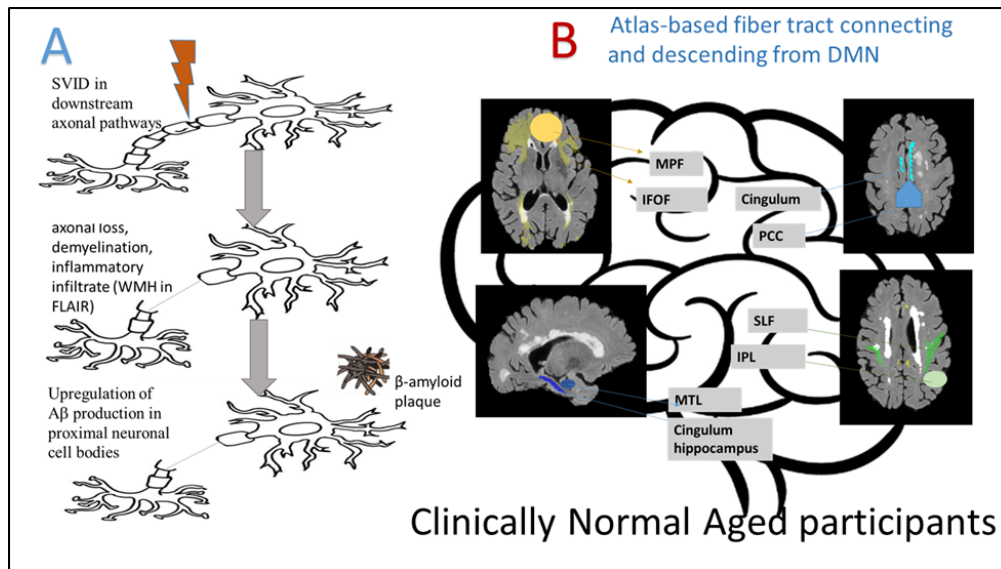 A
SVID in
downstream
axonal pathways
axonal loss,
demyelination,
inflammatory
infiltrate (WMH in
FLAIR)
Upregulation of
Aβ production in
proximal neuronal
cell bodies
β-amyloid
plaque
B
Atlas-based fiber tract connecting
and descending from DMN
MPF
IFOF
Cingulum
PCC
SLF
IPL
MTL
Cingulum
hippocampus
Clinically Normal Aged participants